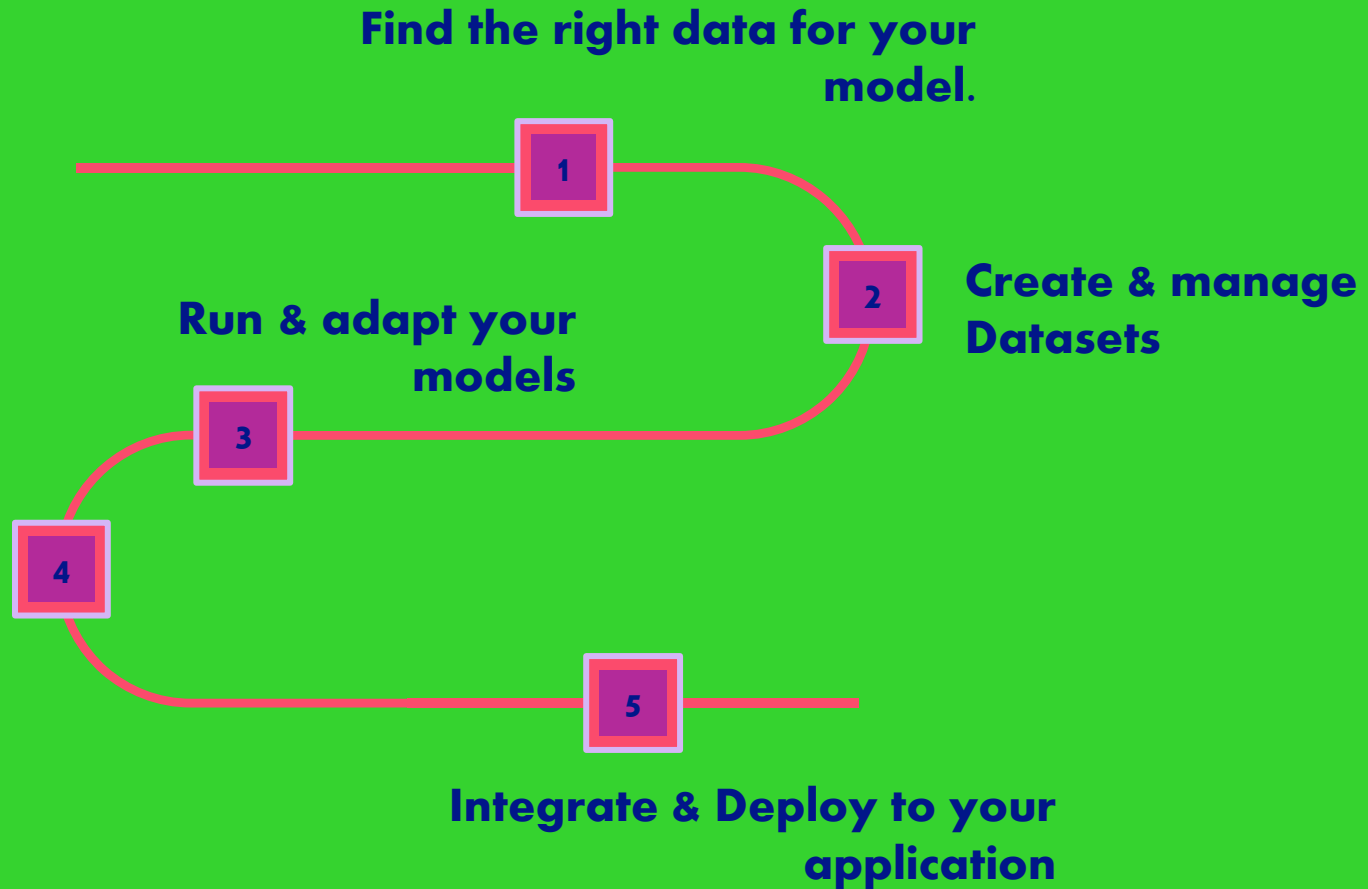 Find the right data for your
model.
1
2
Create & manage
Datasets
Run & adapt your
models
3
4
5
Integrate & Deploy to your
application